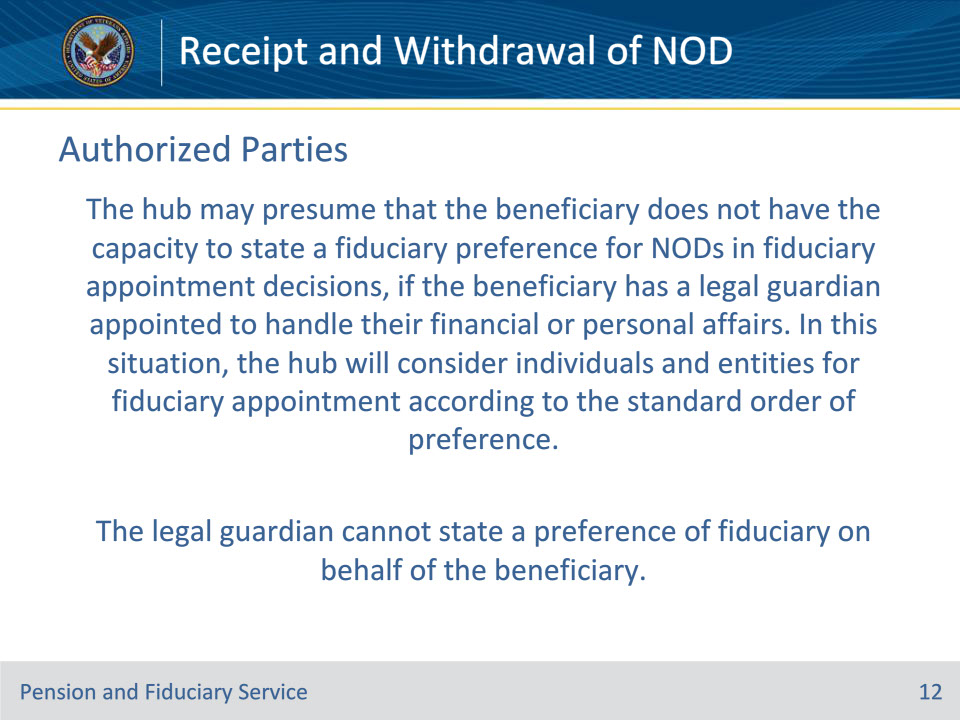 Receipt and Withdrawal of NOD
Authorized Parties
The hub may presume that the beneficiary does not have the
capacity to state a fiduciary preference for NODs in fiduciary
appointment decisions, if the beneficiary has a legal guardian
appointed to handle their financial or personal affairs. In this
situation, the hub will consider individuals and entities for
fiduciary appointment according to the standard order of
preference.
The legal guardian cannot state a preference of fiduciary on
behalf of the beneficiary.
Pension and Fiduciary Service
12